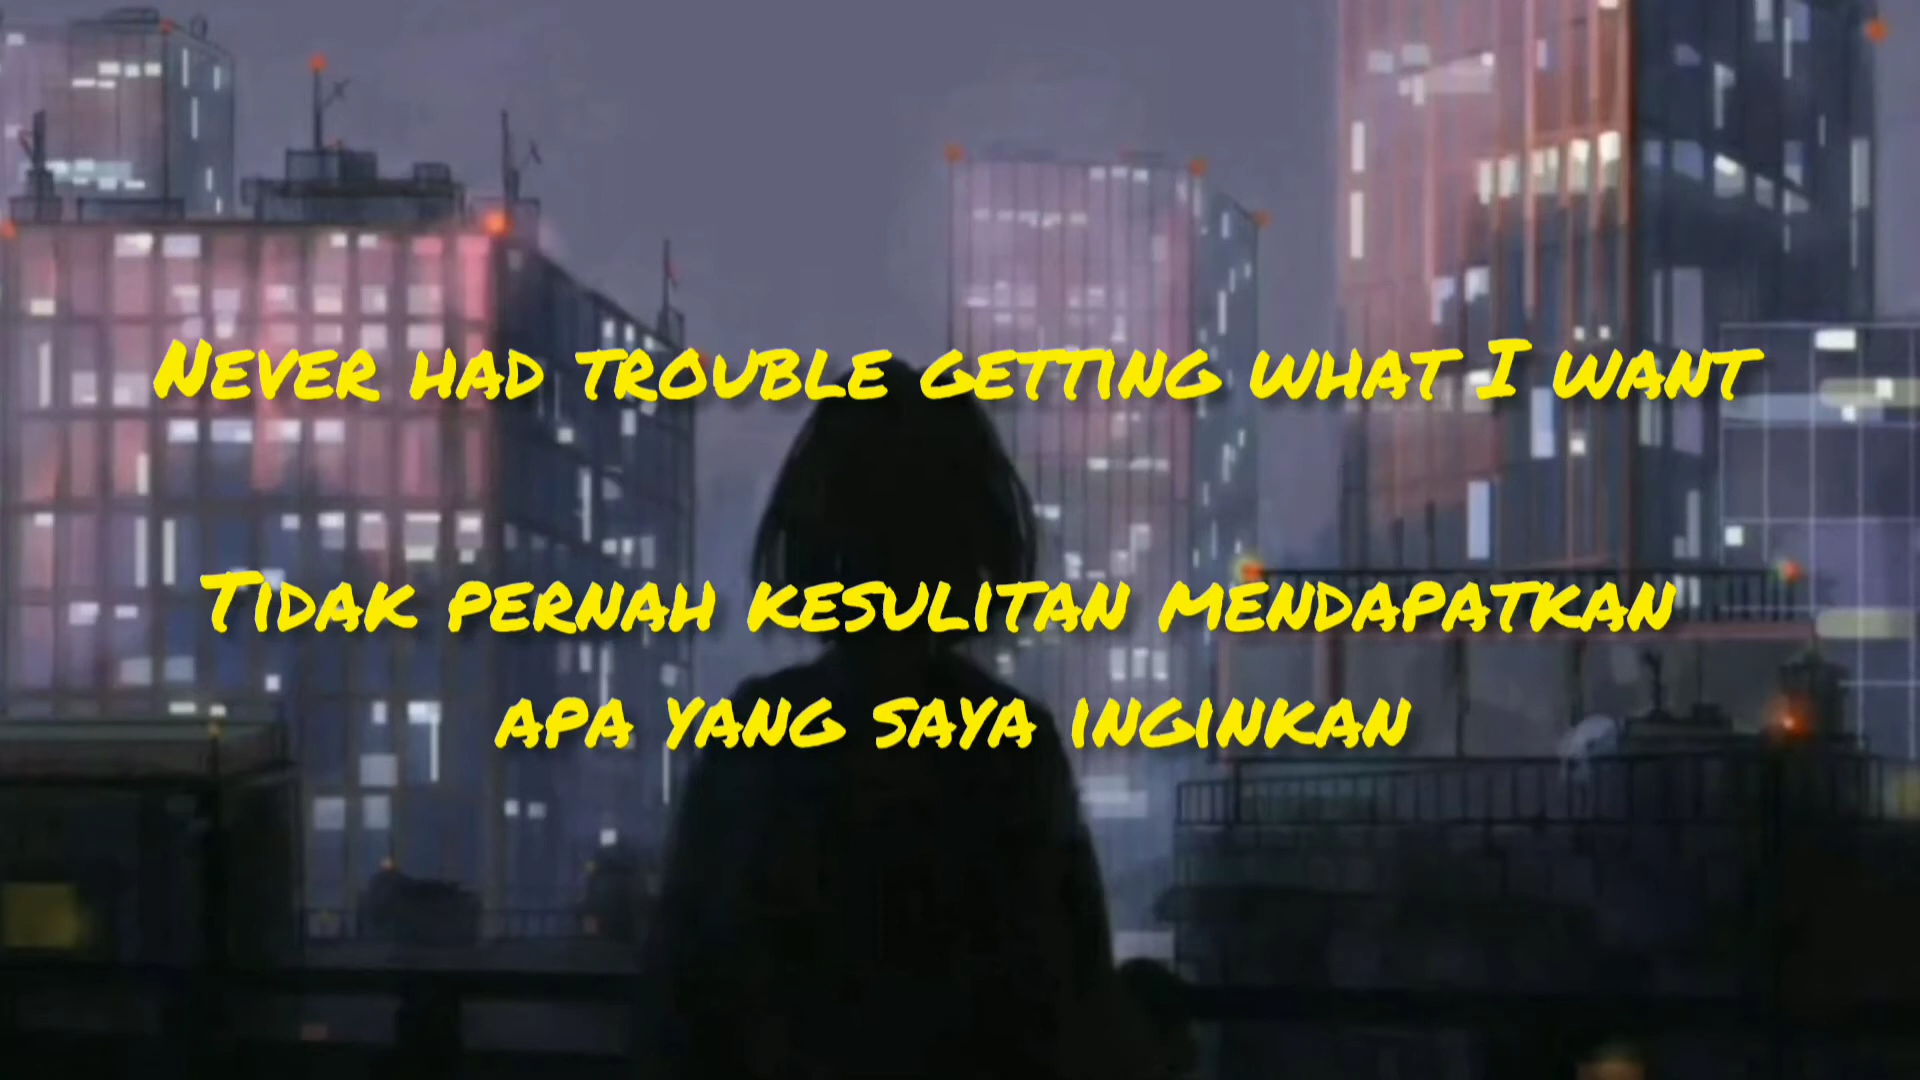 Never had trouble getting what I want
Tidak pernah kesulitan mendapatkan
apa yang saya inginkan